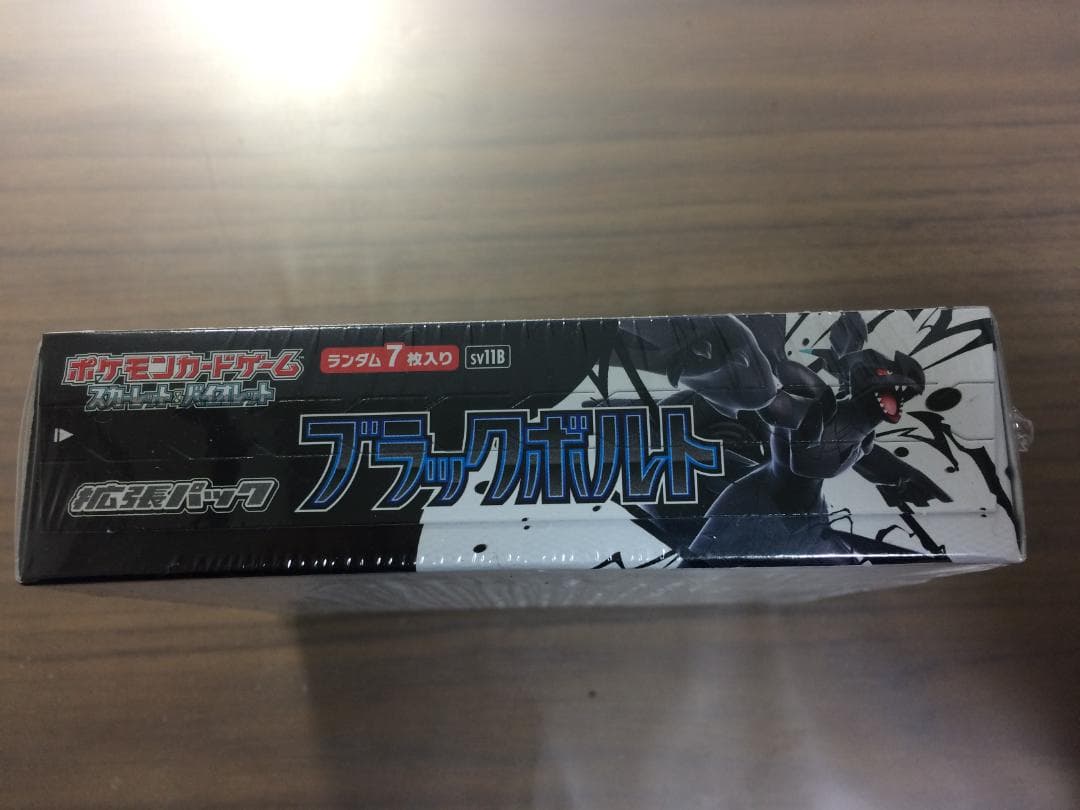 ポケモンカードゲーム
スカーレット&バイオレット
ランダム7枚入り
SV11B
ブラックボルト
拡張パック